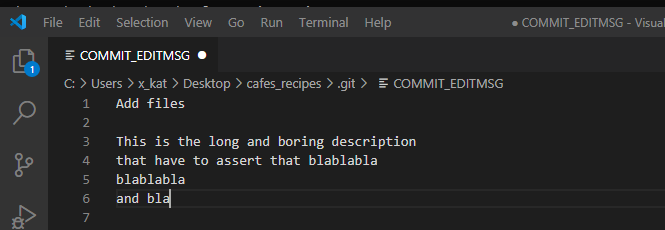 File Edit Selection View Go Run Terminal Help ● COMMIT_EDITMSG - Visual
COMMIT_EDITMSG ●
1
C: > Users > x_kat > Desktop > cafes_recipes > .git > COMMIT_EDITMSG
1 Add files
2
3 This is the long and boring description
4 that have to assert that blablabla
5 blablabla
6 and bla
7